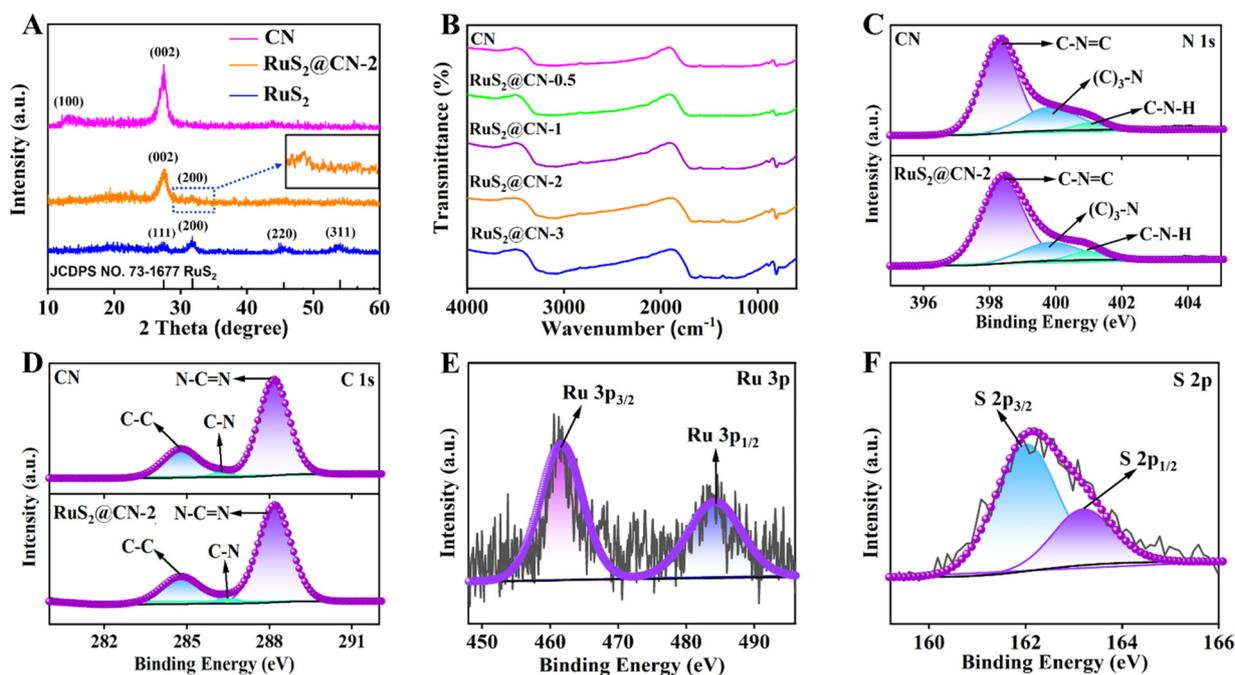 A
CN
RuS2@CN-2
RuS2
(002)
(100)
(002)
(200)
(111)
(200)
(220)
(311)
JCDPS NO. 73-1677 RuS2
10 20 30 40 50 60
2 Theta (degree)
Intensity (a.u.)
B
CN
RuS2@CN-0.5
RuS2@CN-1
RuS2@CN-2
RuS2@CN-3
4000 3000 2000 1000
Wavenumber (cm-1)
Transmittance (%)
C
CN
N 1s
C-N=C
(C)3-N
C-N-H
RuS2@CN-2
C-N=C
(C)3-N
C-N-H
396 398 400 402 404
Binding Energy (eV)
Intensity (a.u.)
D
CN
C 1s
N-C=N
C-C
C-N
RuS2@CN-2
N-C=N
C-C
C-N
282 285 288 291
Binding Energy (eV)
Intensity (a.u.)
E
Ru 3p
Ru 3p3/2
Ru 3p1/2
450 460 470 480 490
Binding Energy (eV)
Intensity (a.u.)
F
S 2p
S 2p3/2
S 2p1/2
160 162 164 166
Binding Energy (eV)
Intensity (a.u.)